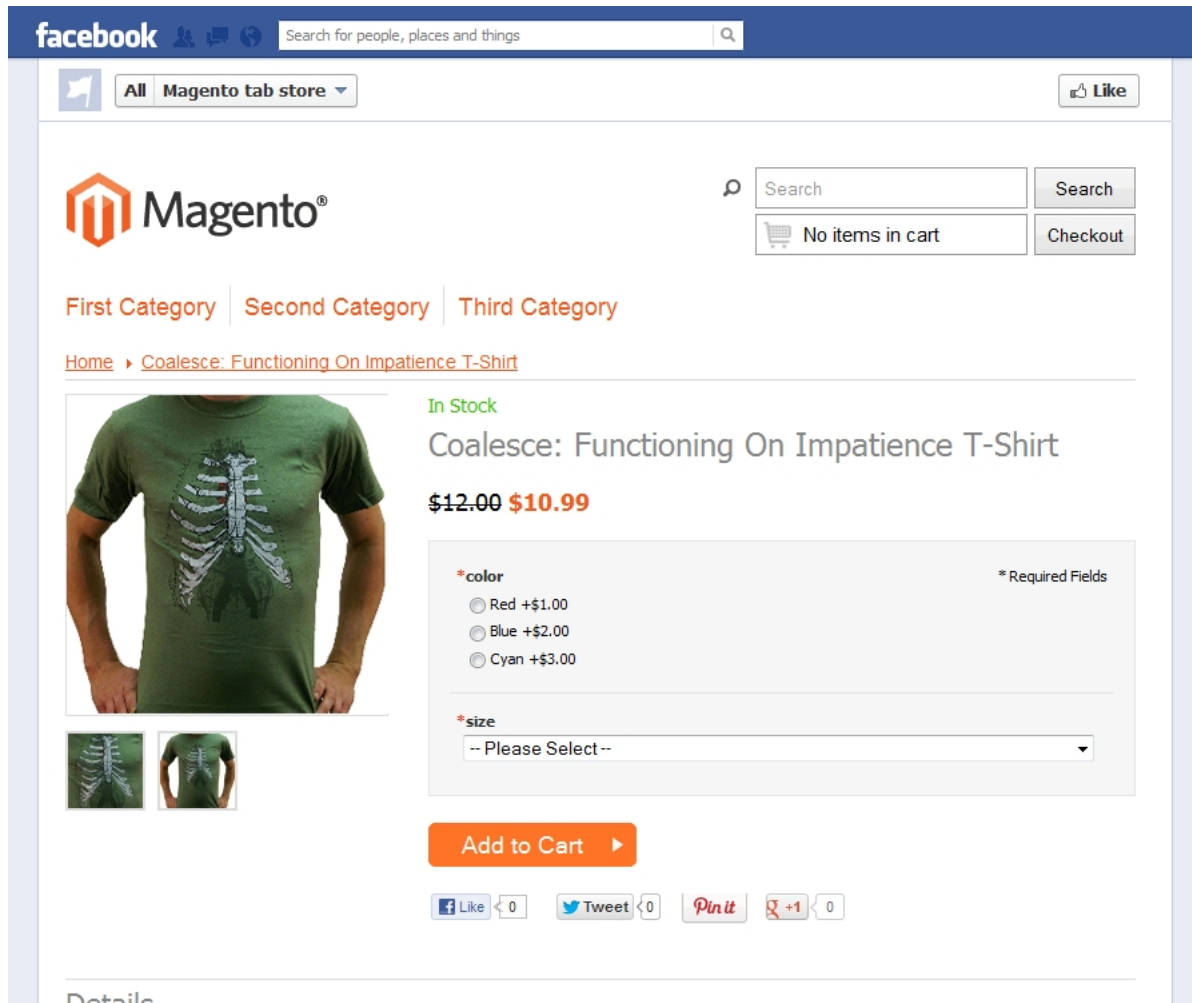 facebook
Search for people, places and things
All Magento tab store
Like
Magento®
Search
Search
No items in cart
Checkout
First Category
Second Category
Third Category
Home
Coalesce: Functioning On Impatience T-Shirt
In Stock
Coalesce: Functioning On Impatience T-Shirt
$12.00 $10.99
*color
* Required Fields
Red +$1.00
Blue +$2.00
Cyan +$3.00
*size
-- Please Select --
Add to Cart
Like 0
Tweet 0
Pin it
g +1 0
Details